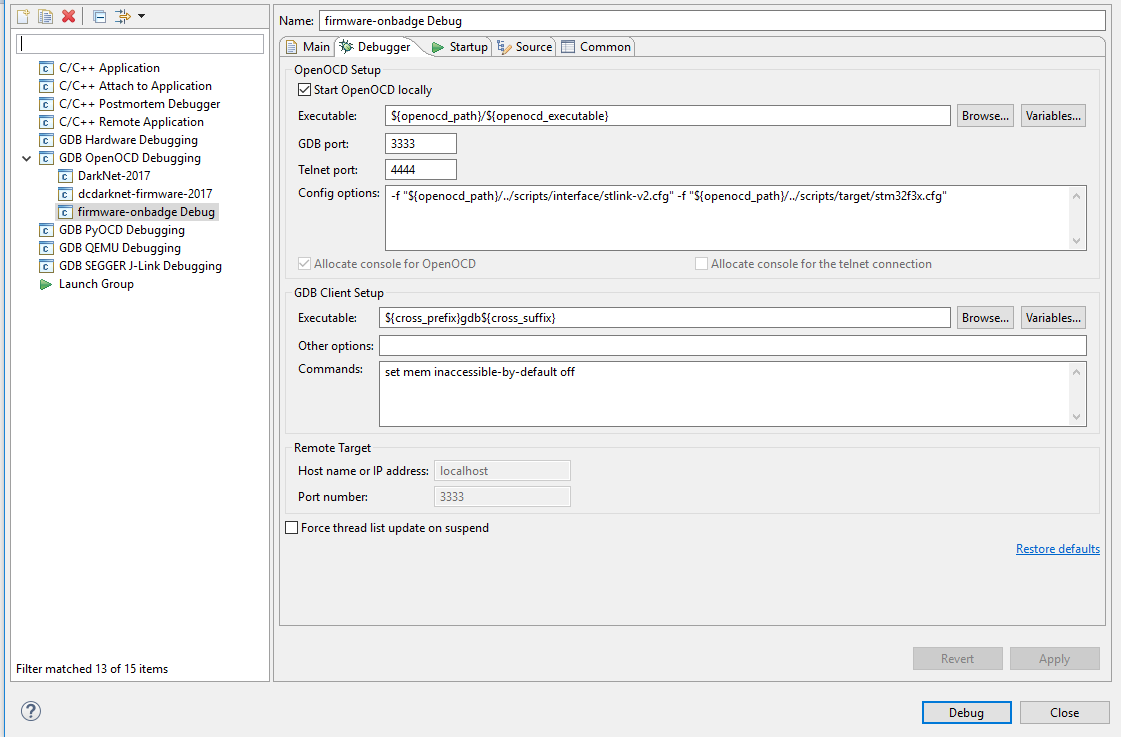 C/C++ Application
C/C++ Attach to Application
C/C++ Postmortem Debugger
C/C++ Remote Application
GDB Hardware Debugging
GDB OpenOCD Debugging
DarkNet-2017
dcdarknet-firmware-2017
firmware-onbadge Debug
GDB PyOCD Debugging
GDB QEMU Debugging
GDB SEGGER J-Link Debugging
Launch Group
Filter matched 13 of 15 items
Name: firmware-onbadge Debug
Main Debugger Startup Source Common
OpenOCD Setup
Start OpenOCD locally
Executable: ${openocd_path}/${openocd_executable} Browse... Variables...
GDB port: 3333
Telnet port: 4444
Config options: -f "${openocd_path}/../scripts/interface/stlink-v2.cfg" -f "${openocd_path}/../scripts/target/stm32f3x.cfg"
Allocate console for OpenOCD Allocate console for the telnet connection
GDB Client Setup
Executable: ${cross_prefix}gdb${cross_suffix} Browse... Variables...
Other options:
Commands: set mem inaccessible-by-default off
Remote Target
Host name or IP address: localhost
Port number: 3333
Force thread list update on suspend
Restore defaults
Revert Apply
? Debug Close